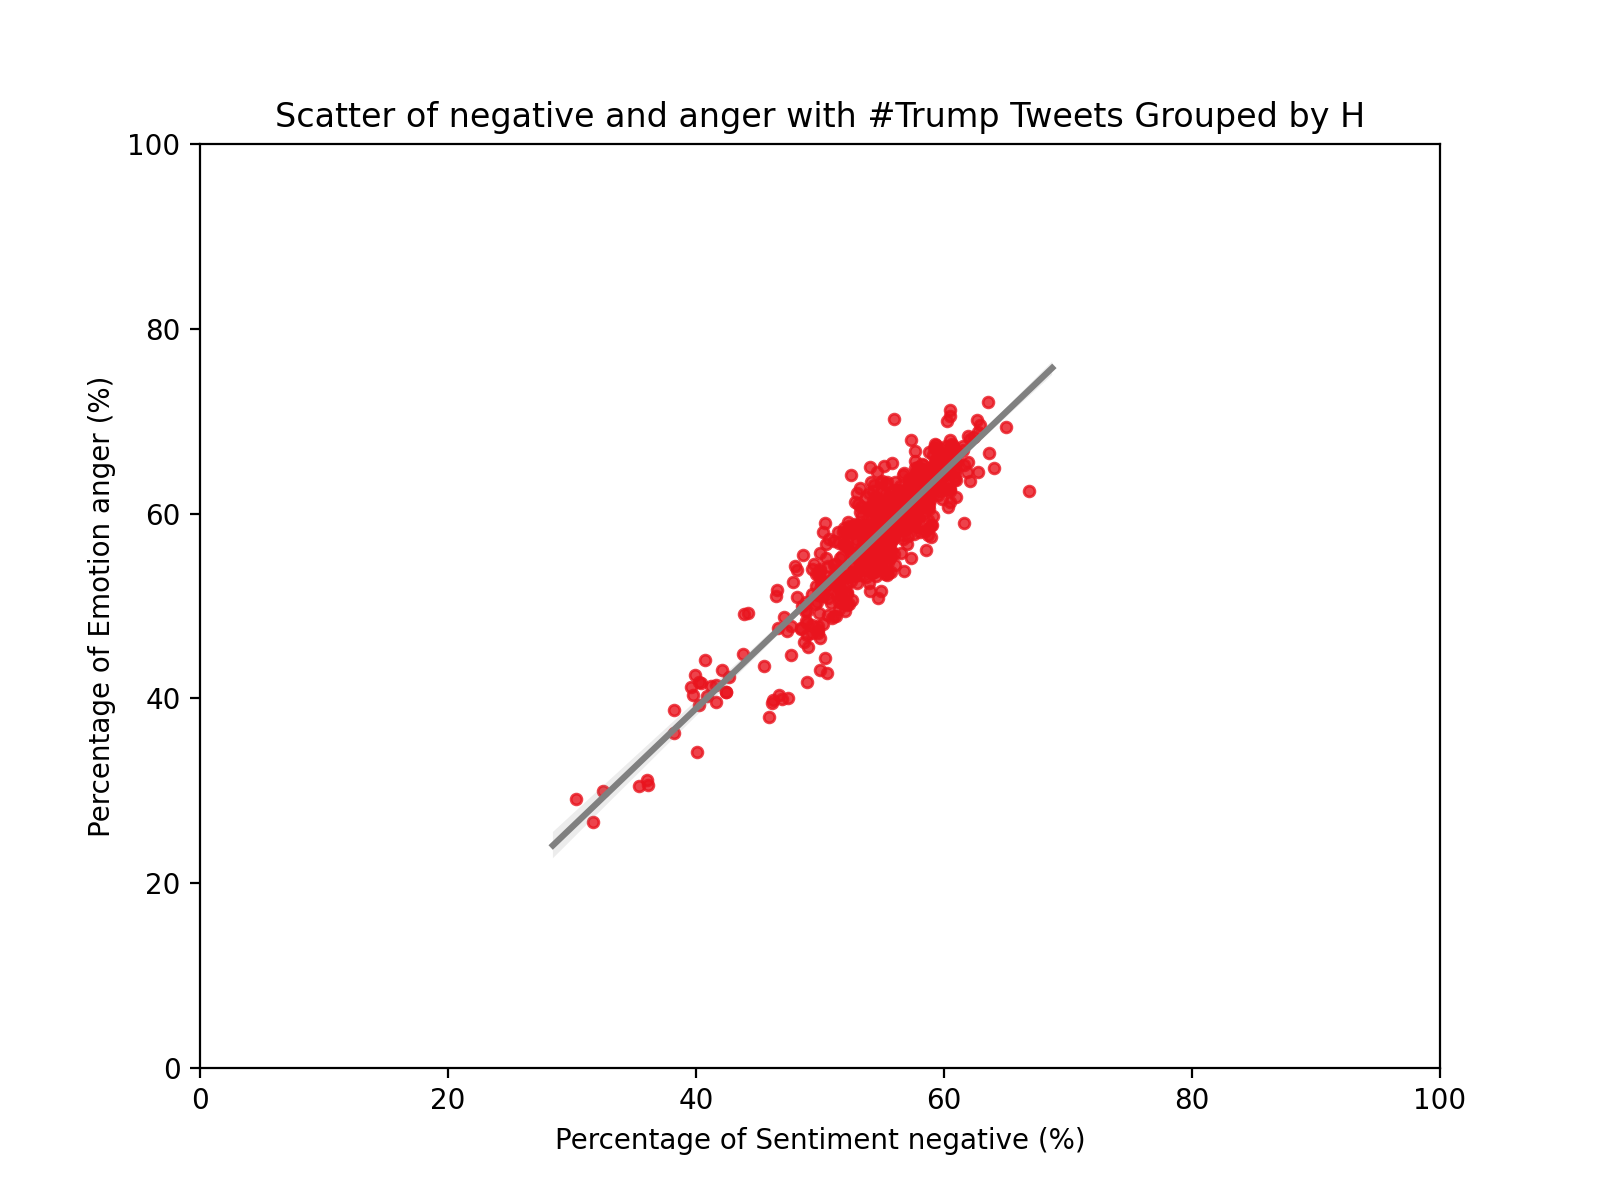 Scatter of negative and anger with #Trump Tweets Grouped by H
100
80
60
40
20
0
Percentage of Emotion anger (%)
0 20 40 60 80 100
Percentage of Sentiment negative (%)